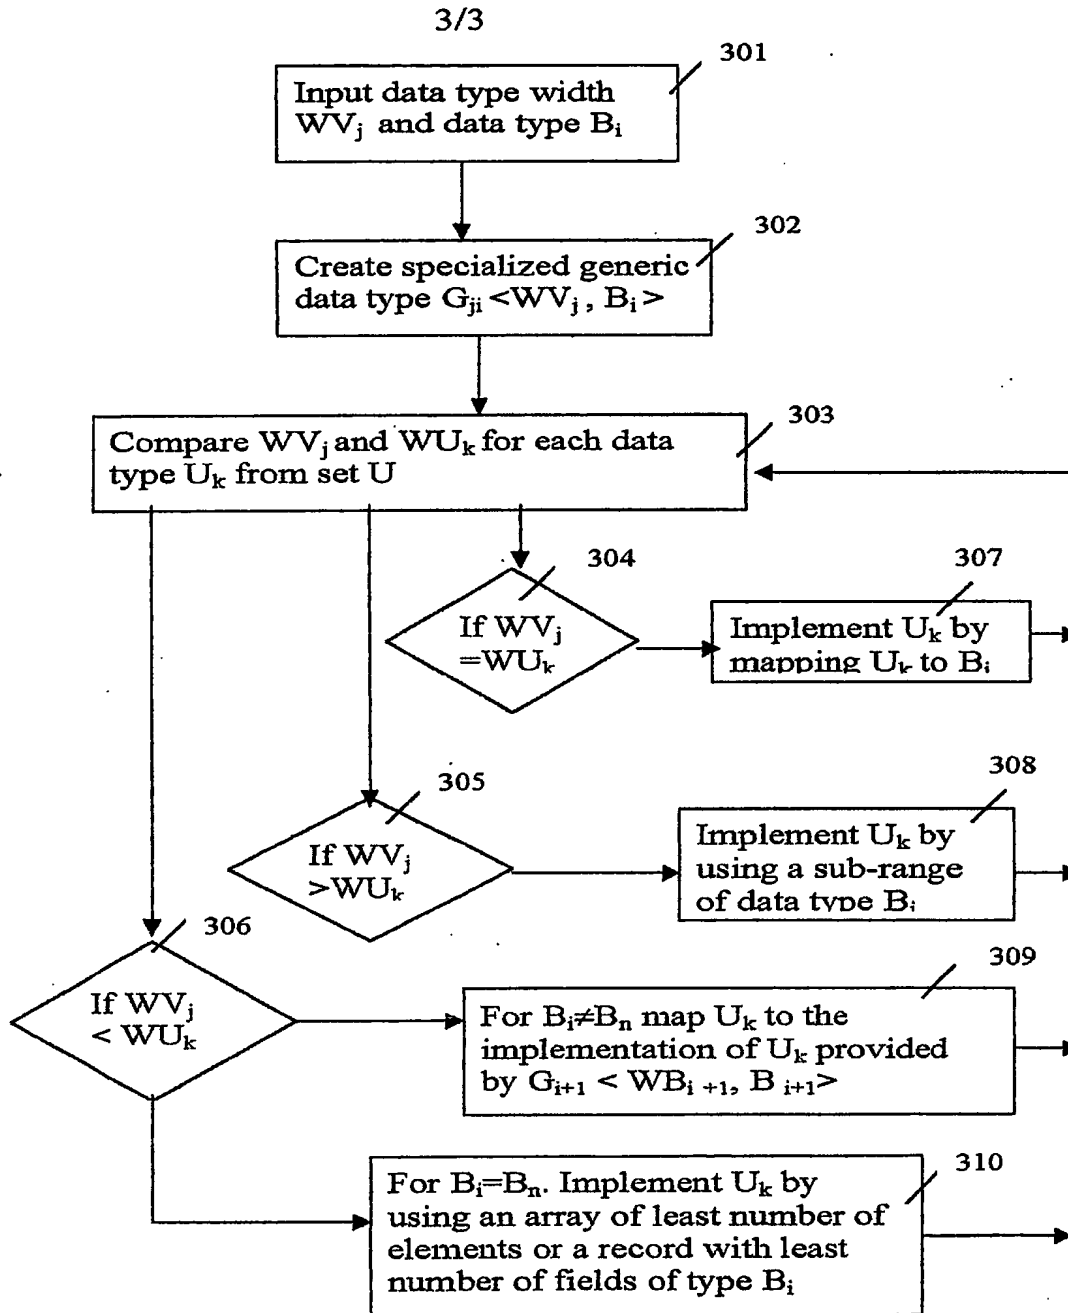 3/3
301
Input data type width
WVj and data type Bi
302
Create specialized generic
data type Gji <WVj , Bi >
303
Compare WVj and WUk for each data
type Uk from set U
304
If WVj
=WUk
307
Implement Uk by
mapping Uk to Bi
305
If WVj
>WUk
308
Implement Uk by
using a sub-range
of data type Bi
306
If WVj
< WUk
309
For Bi≠Bn map Uk to the
implementation of Uk provided
by Gi+1 < WBi +1, B i+1>
310
For Bi=Bn. Implement Uk by
using an array of least number of
elements or a record with least
number of fields of type Bi